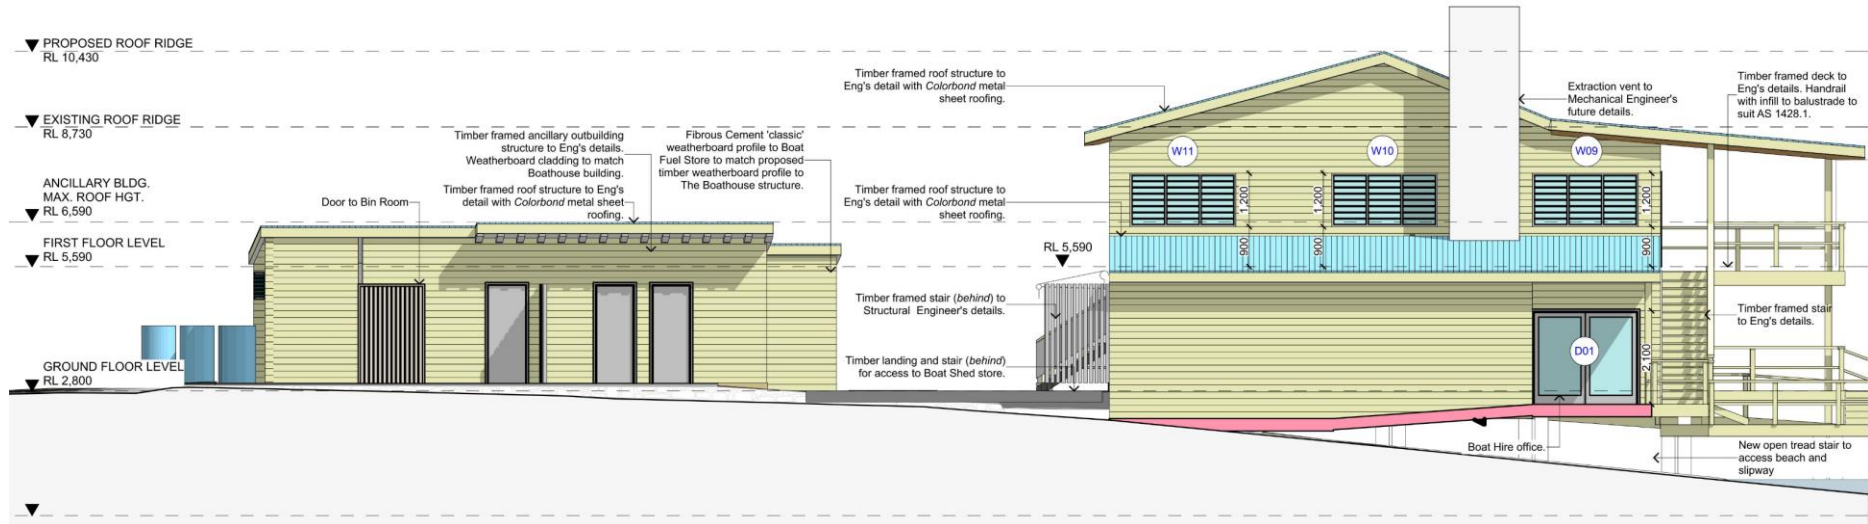 PROPOSED ROOF RIDGE
RL 10,430
EXISTING ROOF RIDGE
RL 8,730
ANCILLARY BLDG.
MAX. ROOF HGT.
RL 6,590
FIRST FLOOR LEVEL
RL 5,590
GROUND FLOOR LEVEL
RL 2,800
Door to Bin Room
Timber framed ancillary outbuilding
structure to Eng's details.
Weatherboard cladding to match
Boathouse building.
Timber framed roof structure to Eng's
detail with Colorbond metal sheet
roofing.
Fibrous Cement 'classic'
weatherboard profile to Boat
Fuel Store to match proposed
timber weatherboard profile to
The Boathouse structure.
Timber framed roof structure to
Eng's detail with Colorbond metal
sheet roofing.
Timber framed roof structure to
Eng's detail with Colorbond metal
sheet roofing.
RL 5,590
Timber framed stair (behind) to
Structural Engineer's details.
Timber landing and stair (behind)
for access to Boat Shed store.
W11
W10
W09
1,200
1,200
1,200
900
900
900
D01
2,100
Extraction vent to
Mechanical Engineer's
future details.
Timber framed deck to
Eng's details. Handrail
with infill to balustrade to
suit AS 1428.1.
Timber framed stair
to Eng's details.
Boat Hire office.
New open tread stair to
access beach and
slipway